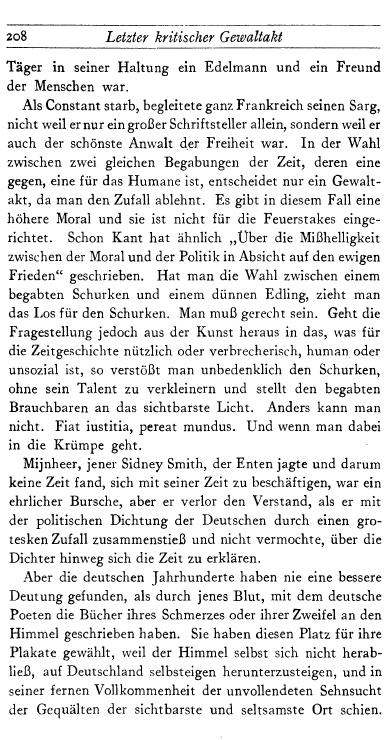 208 Letzter kritischer Gewaltakt
Täger in seiner Haltung ein Edelmann und ein Freund
der Menschen war.
Als Constant starb, begleitete ganz Frankreich seinen Sarg,
nicht weil er nur ein großer Schriftsteller allein, sondern weil er
auch der schönste Anwalt der Freiheit war. In der Wahl
zwischen zwei gleichen Begabungen der Zeit, deren eine
gegen, eine für das Humane ist, entscheidet nur ein Gewalt-
akt, da man den Zufall ablehnt. Es gibt in diesem Fall eine
höhere Moral und sie ist nicht für die Feuerstakes einge-
richtet. Schon Kant hat ähnlich „Über die Mißhelligkeit
zwischen der Moral und der Politik in Absicht auf den ewigen
Frieden“ geschrieben. Hat man die Wahl zwischen einem
begabten Schurken und einem dünnen Edling, zieht man
das Los für den Schurken. Man muß gerecht sein. Geht die
Fragestellung jedoch aus der Kunst heraus in das, was für
die Zeitgeschichte nützlich oder verbrecherisch, human oder
unsozial ist, so verstößt man unbedenklich den Schurken,
ohne sein Talent zu verkleinern und stellt den begabten
Brauchbaren an das sichtbarste Licht. Anders kann man
nicht. Fiat iustitia, pereat mundus. Und wenn man dabei
in die Krümpe geht.
Mijnheer, jener Sidney Smith, der Enten jagte und darum
keine Zeit fand, sich mit seiner Zeit zu beschäftigen, war ein
ehrlicher Bursche, aber er verlor den Verstand, als er mit
der politischen Dichtung der Deutschen durch einen gro-
tesken Zufall zusammenstieß und nicht vermochte, über die
Dichter hinweg sich die Zeit zu erklären.
Aber die deutschen Jahrhunderte haben nie eine bessere
Deutung gefunden, als durch jenes Blut, mit dem deutsche
Poeten die Bücher ihres Schmerzes oder ihrer Zweifel an den
Himmel geschrieben haben. Sie haben diesen Platz für ihre
Plakate gewählt, weil der Himmel selbst sich nicht herab-
ließ, auf Deutschland selbsteigen herunterzusteigen, und in
seiner fernen Vollkommenheit der unvollendeten Sehnsucht
der Gequälten der sichtbarste und seltsamste Ort schien.